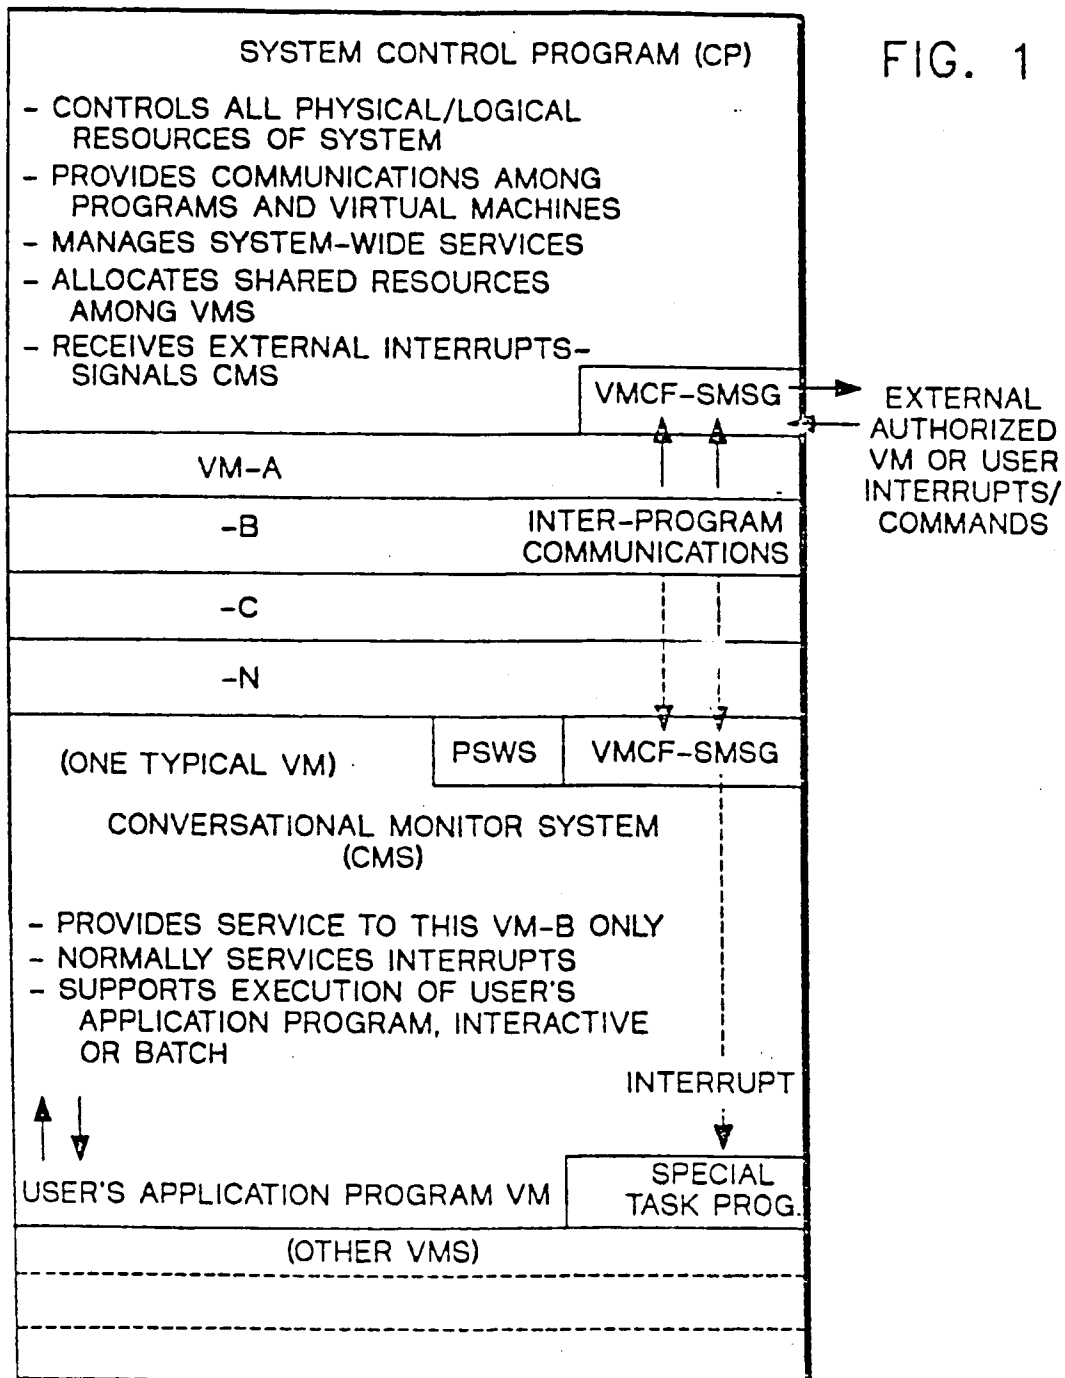 SYSTEM CONTROL PROGRAM (CP)
FIG. 1
- CONTROLS ALL PHYSICAL/LOGICAL
RESOURCES OF SYSTEM
- PROVIDES COMMUNICATIONS AMONG
PROGRAMS AND VIRTUAL MACHINES
- MANAGES SYSTEM-WIDE SERVICES
- ALLOCATES SHARED RESOURCES
AMONG VMS
- RECEIVES EXTERNAL INTERRUPTS-
SIGNALS CMS
VMCF-SMSG
EXTERNAL
AUTHORIZED
VM OR USER
INTERRUPTS/
COMMANDS
VM-A
-B
INTER-PROGRAM
COMMUNICATIONS
-C
-N
(ONE TYPICAL VM)
PSWS
VMCF-SMSG
CONVERSATIONAL MONITOR SYSTEM
(CMS)
- PROVIDES SERVICE TO THIS VM-B ONLY
- NORMALLY SERVICES INTERRUPTS
- SUPPORTS EXECUTION OF USER'S
APPLICATION PROGRAM, INTERACTIVE
OR BATCH
INTERRUPT
USER'S APPLICATION PROGRAM VM
SPECIAL
TASK PROG.
(OTHER VMS)